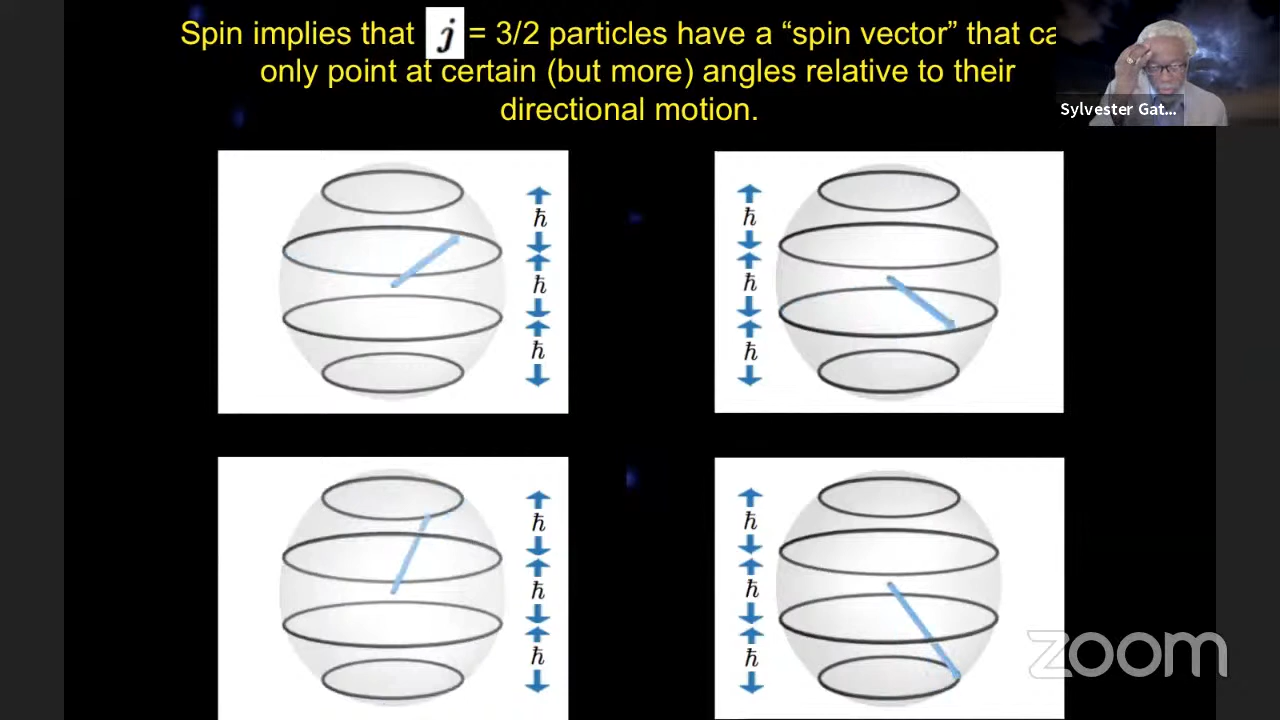 Spin implies that j = 3/2 particles have a “spin vector” that ca
only point at certain (but more) angles relative to their
directional motion.
Sylvester Gat...
ħ
ħ
ħ
ħ
ħ
ħ
ħ
ħ
ħ
ħ
ħ
ħ
zoom